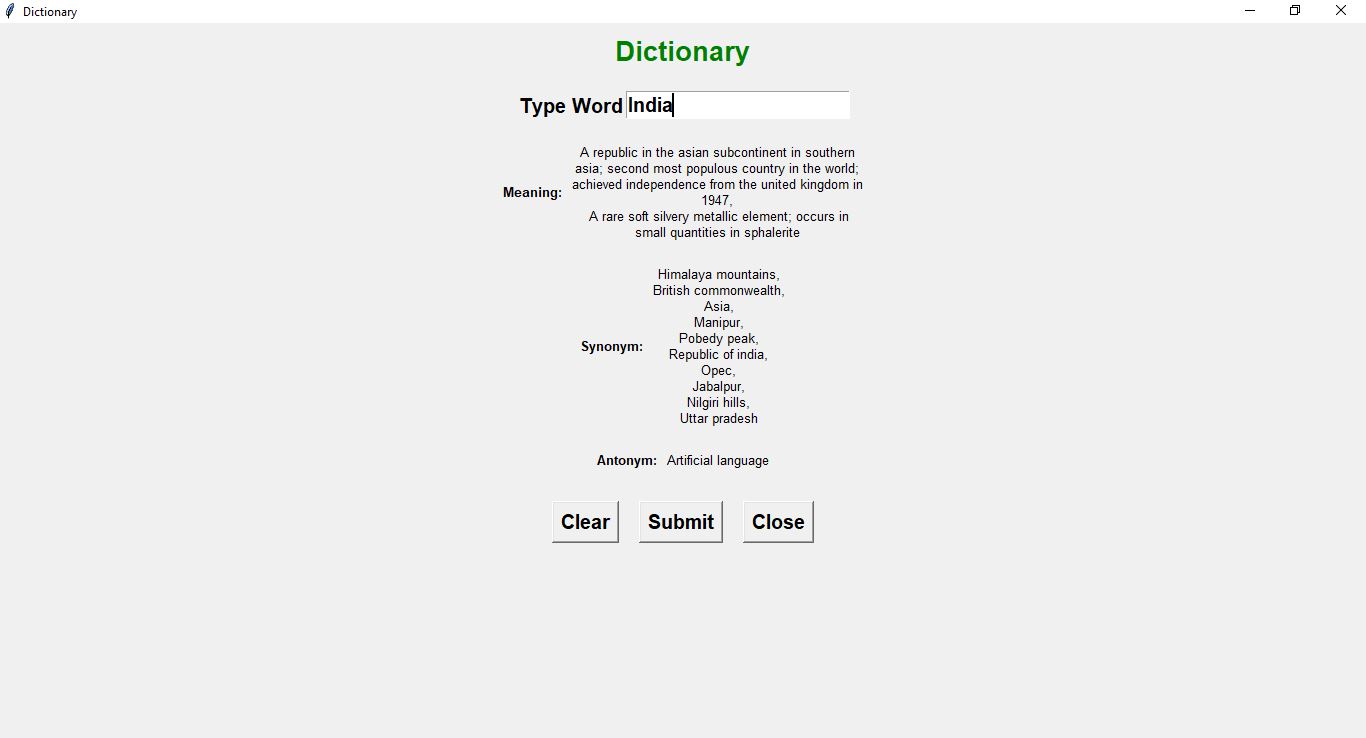 Dictionary
Dictionary
Type Word India
A republic in the asian subcontinent in southern
asia; second most populous country in the world;
Meaning: achieved independence from the united kingdom in
1947,
A rare soft silvery metallic element; occurs in
small quantities in sphalerite
Himalaya mountains,
British commonwealth,
Asia,
Manipur,
Pobedy peak,
Synonym: Republic of india,
Opec,
Jabalpur,
Nilgiri hills,
Uttar pradesh
Antonym: Artificial language
Clear Submit Close